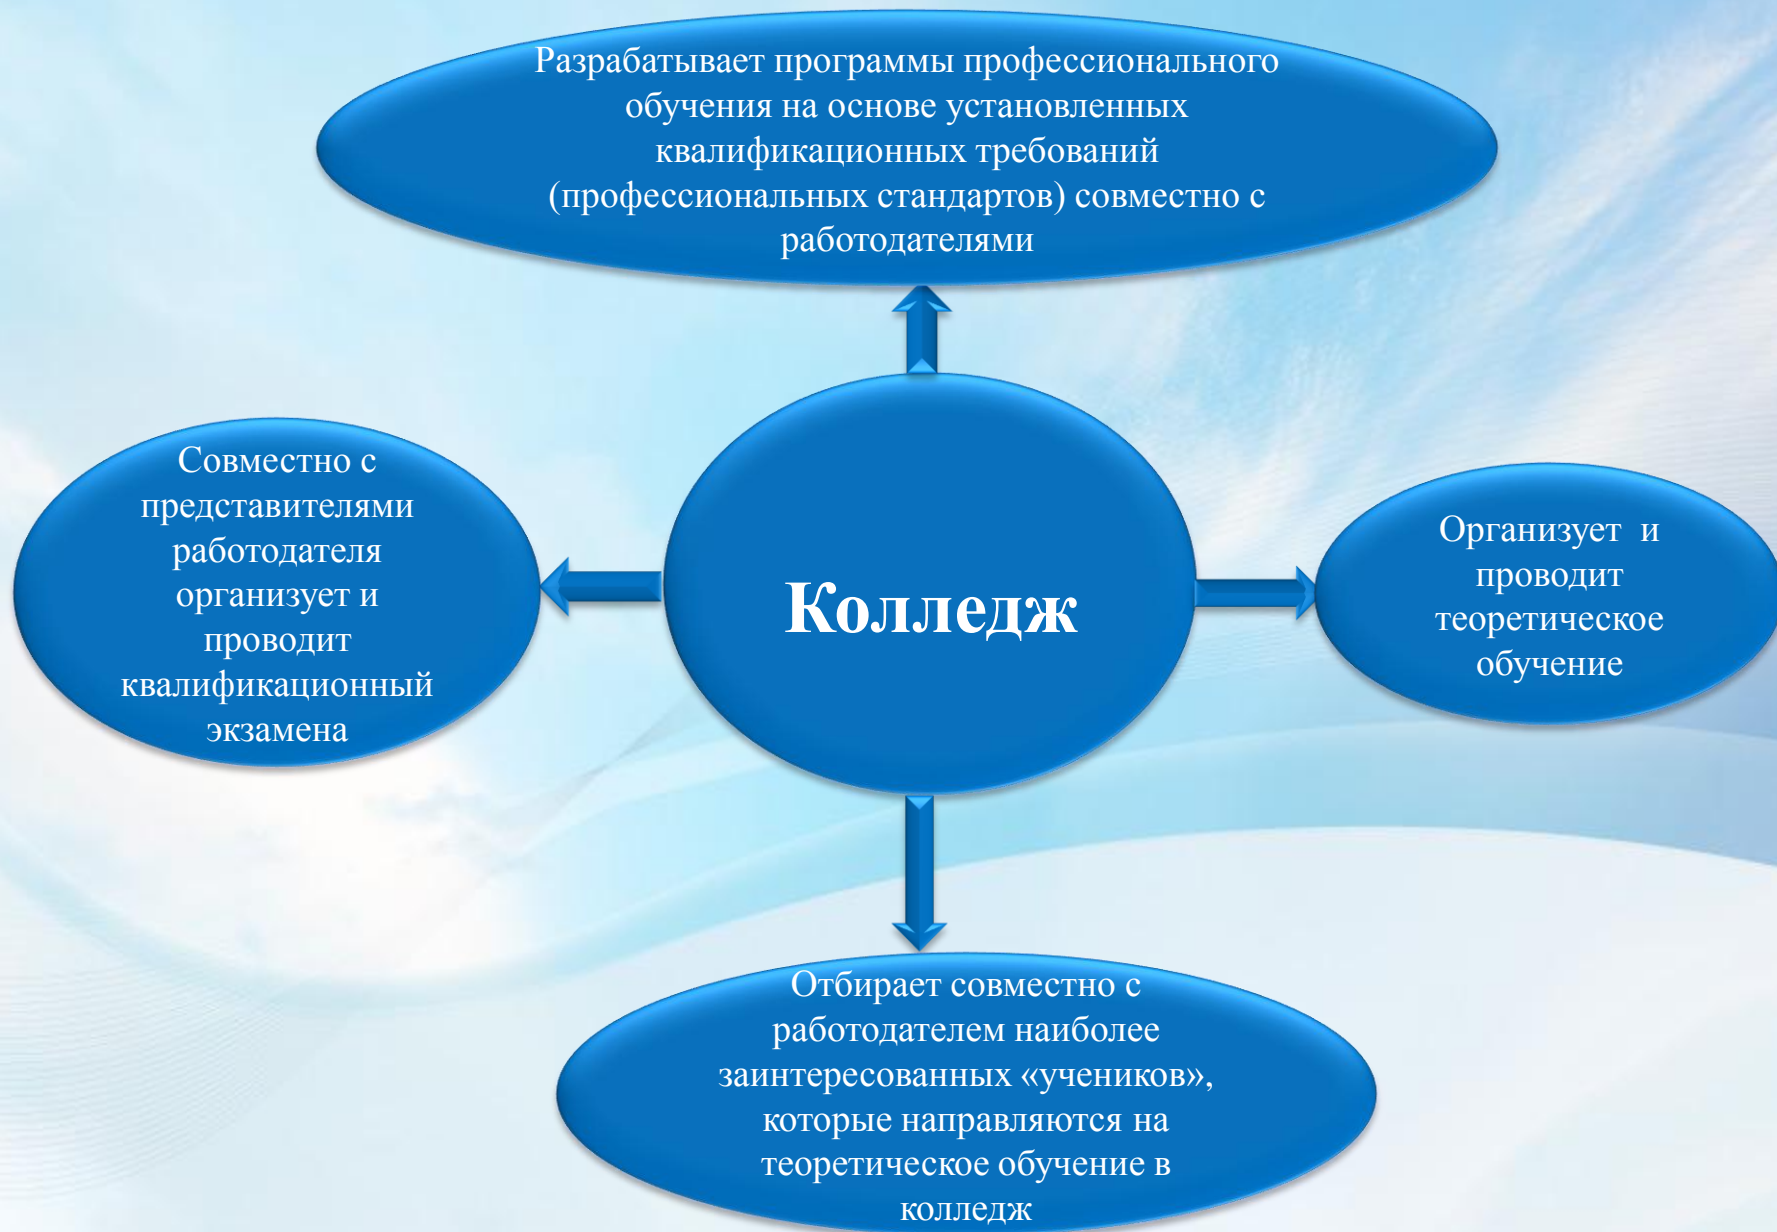 Разрабатывает программы профессионального
обучения на основе установленных
квалификационных требований
(профессиональных стандартов) совместно с
работодателями
Совместно с
представителями
работодателя
организует и
проводит
квалификационный
экзамена
Колледж
Организует и
проводит
теоретическое
обучение
Отбирает совместно с
работодателем наиболее
заинтересованных «учеников»,
которые направляются на
теоретическое обучение в
колледж